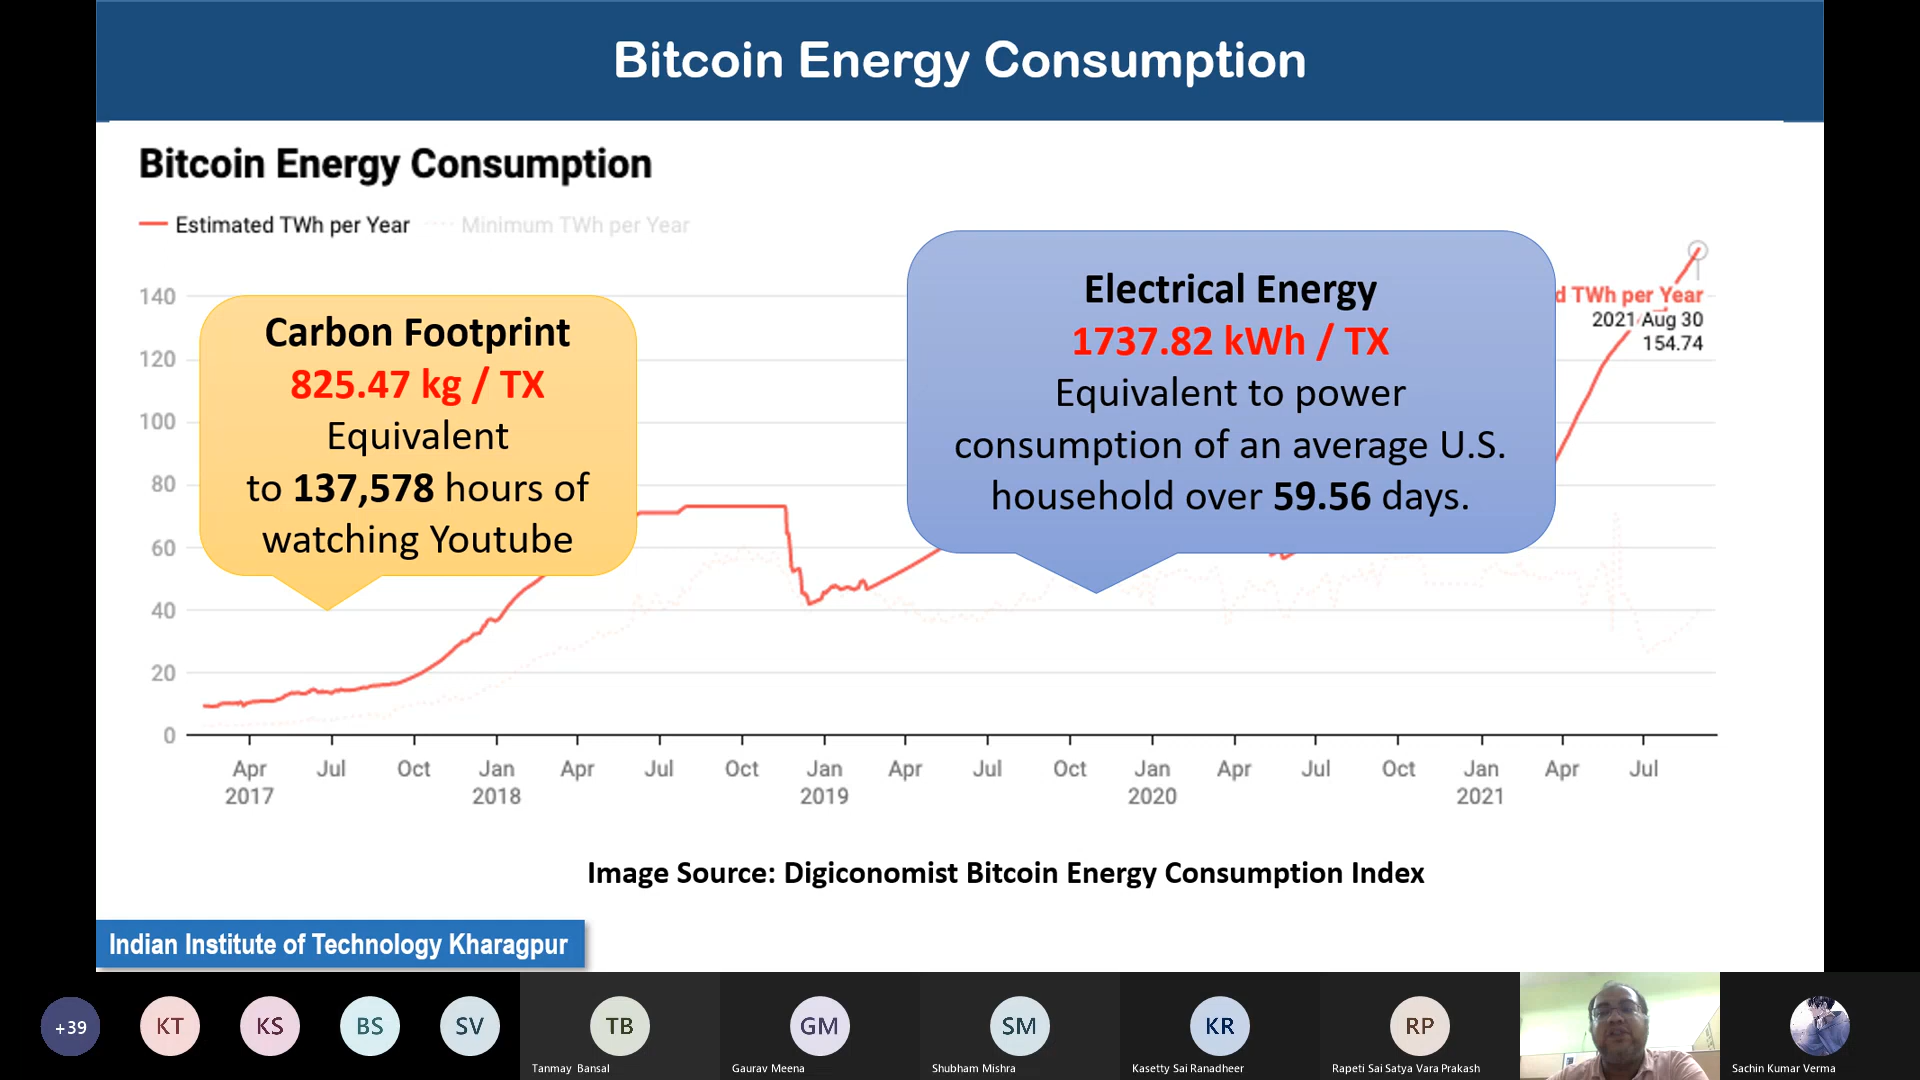 Bitcoin Energy Consumption
Bitcoin Energy Consumption
Estimated TWh per Year Minimum TWh per Year
140
120
100
80
60
40
20
0
Carbon Footprint
825.47 kg / TX
Equivalent
to 137,578 hours of
watching Youtube
Electrical Energy
1737.82 kWh / TX
Equivalent to power
consumption of an average U.S.
household over 59.56 days.
d TWh per Year
2021 Aug 30
154.74
Apr Jul Oct Jan Apr Jul Oct Jan Apr Jul Oct Jan Apr Jul Oct Jan Apr Jul
2017 2018 2019 2020 2021
Image Source: Digiconomist Bitcoin Energy Consumption Index
Indian Institute of Technology Kharagpur
+39 KT KS BS SV TB GM SM KR RP
Tanmay Bansal Gaurav Meena Shubham Mishra Kasetty Sai Ranadheer Rapeti Sai Satya Vara Prakash Sachin Kumar Verma